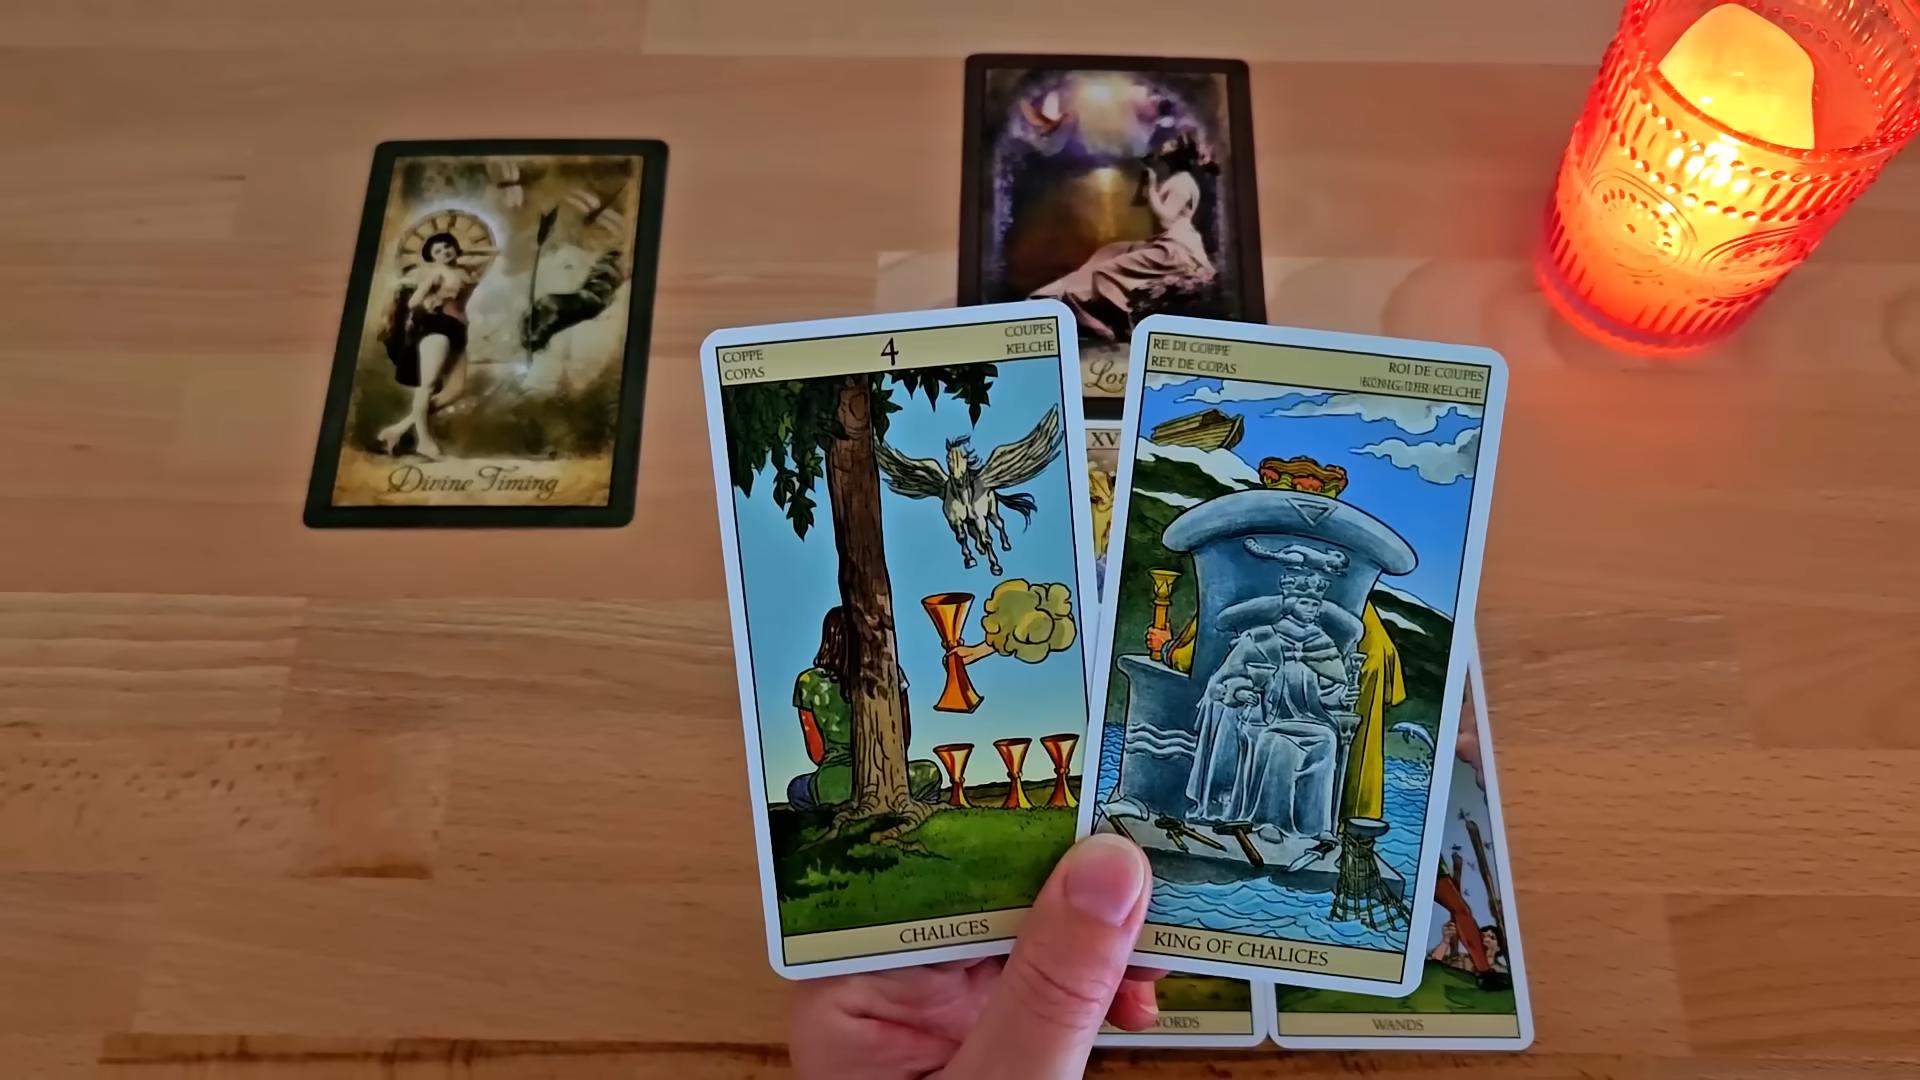 Divine Timing
COPPE
COPAS
4
COUPES
KELCHE
CHALICES
RE DI COPPE
REY DE COPAS
ROI DE COUPES
KÖNIG DER KELCHE
KING OF CHALICES
XV
WANDS